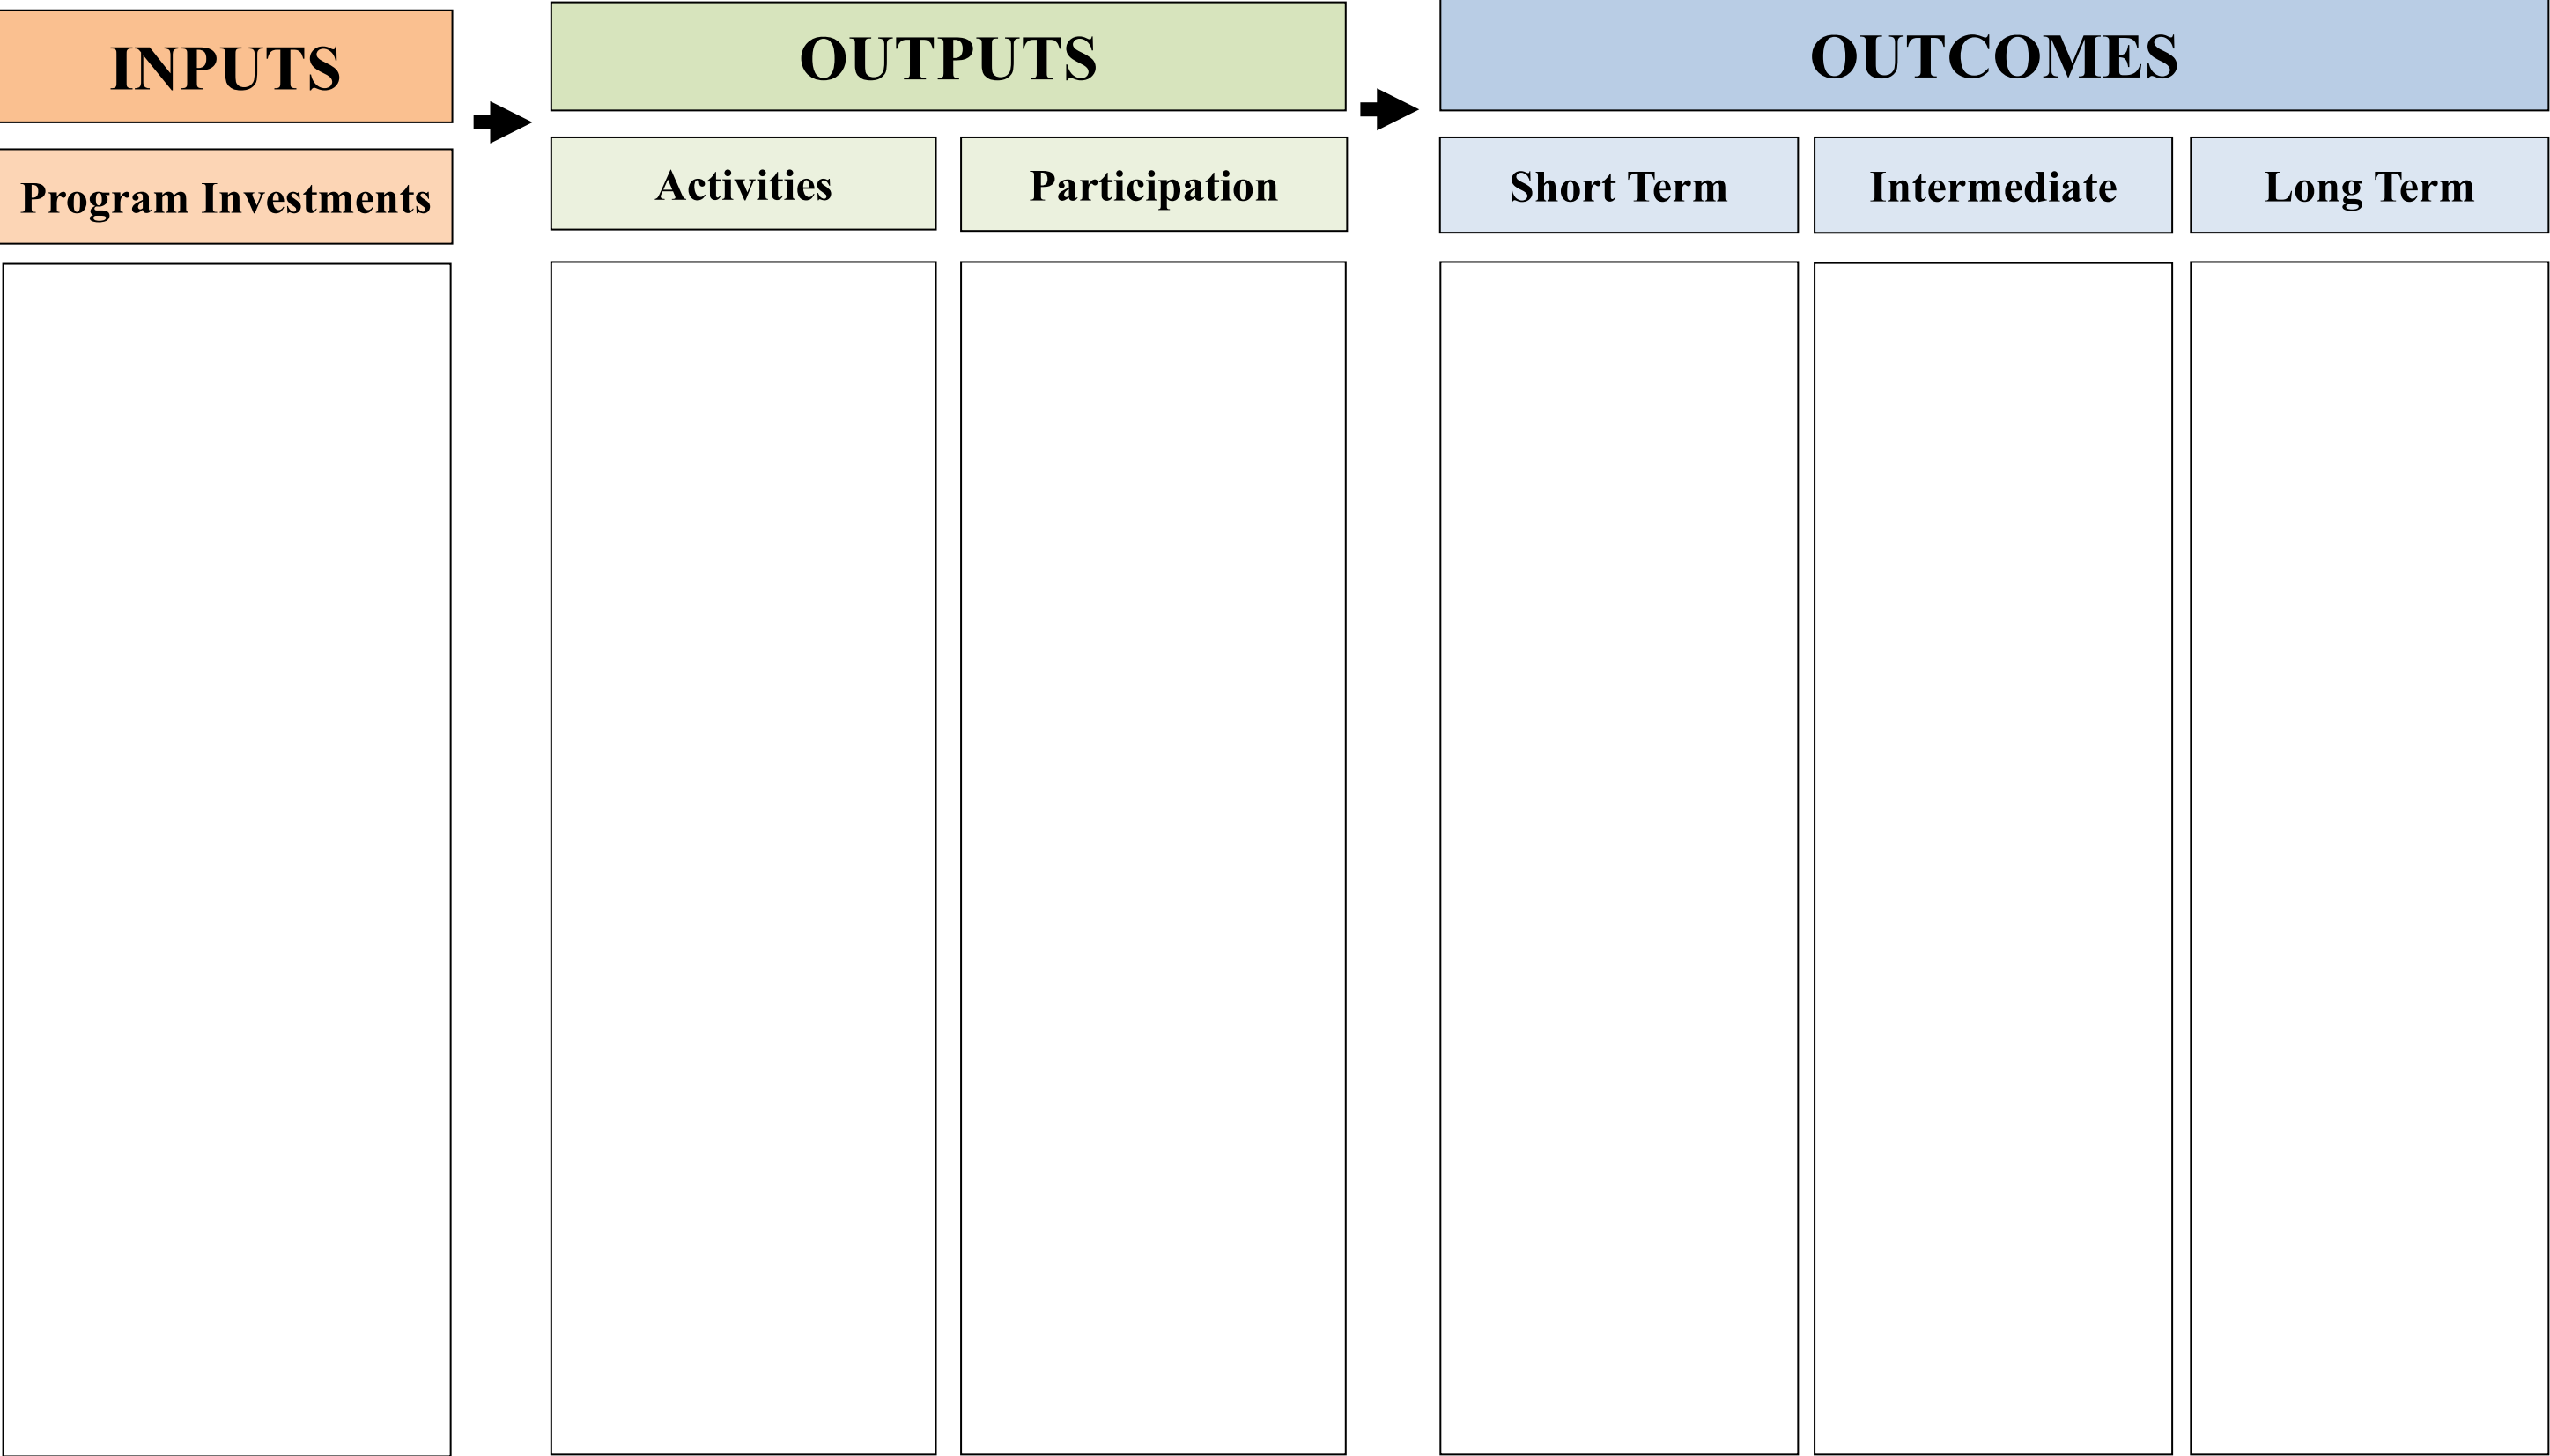 INPUTS
OUTPUTS
OUTCOMES
Program Investments
Activities
Participation
Short Term
Intermediate
Long Term